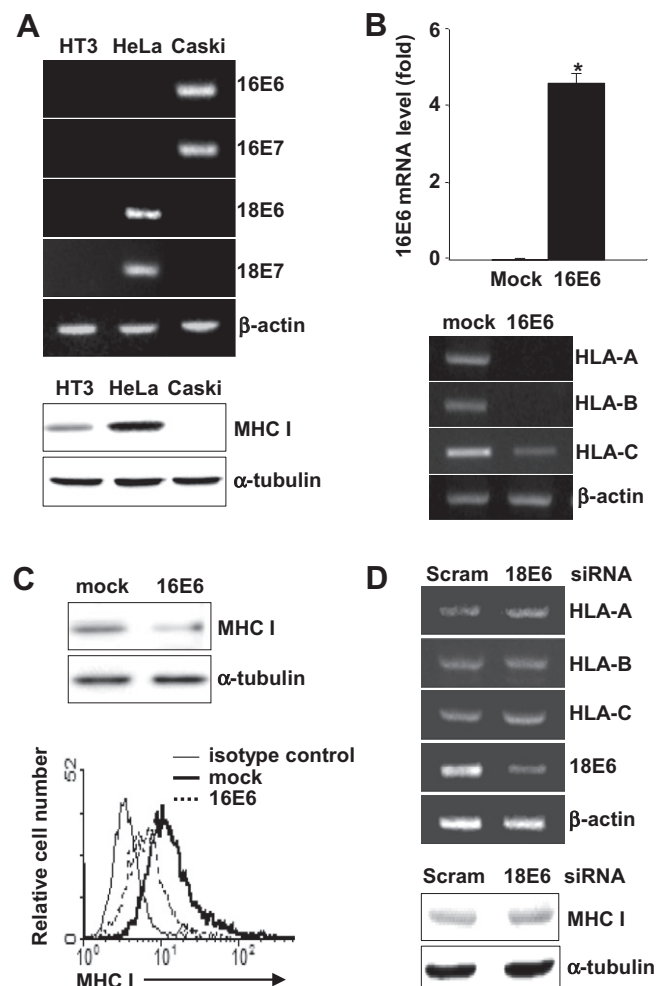 A
HT3 HeLa Caski
16E6
16E7
18E6
18E7
β-actin
HT3 HeLa Caski
MHC I
α-tubulin
B
16E6 mRNA level (fold)
6
4
2
0
*
Mock 16E6
mock 16E6
HLA-A
HLA-B
HLA-C
β-actin
C
mock 16E6
MHC I
α-tubulin
isotype control
mock
16E6
Relative cell number
52
0
10⁰ 10¹ 10²
MHC I
D
Scram 18E6 siRNA
HLA-A
HLA-B
HLA-C
18E6
β-actin
Scram 18E6 siRNA
MHC I
α-tubulin